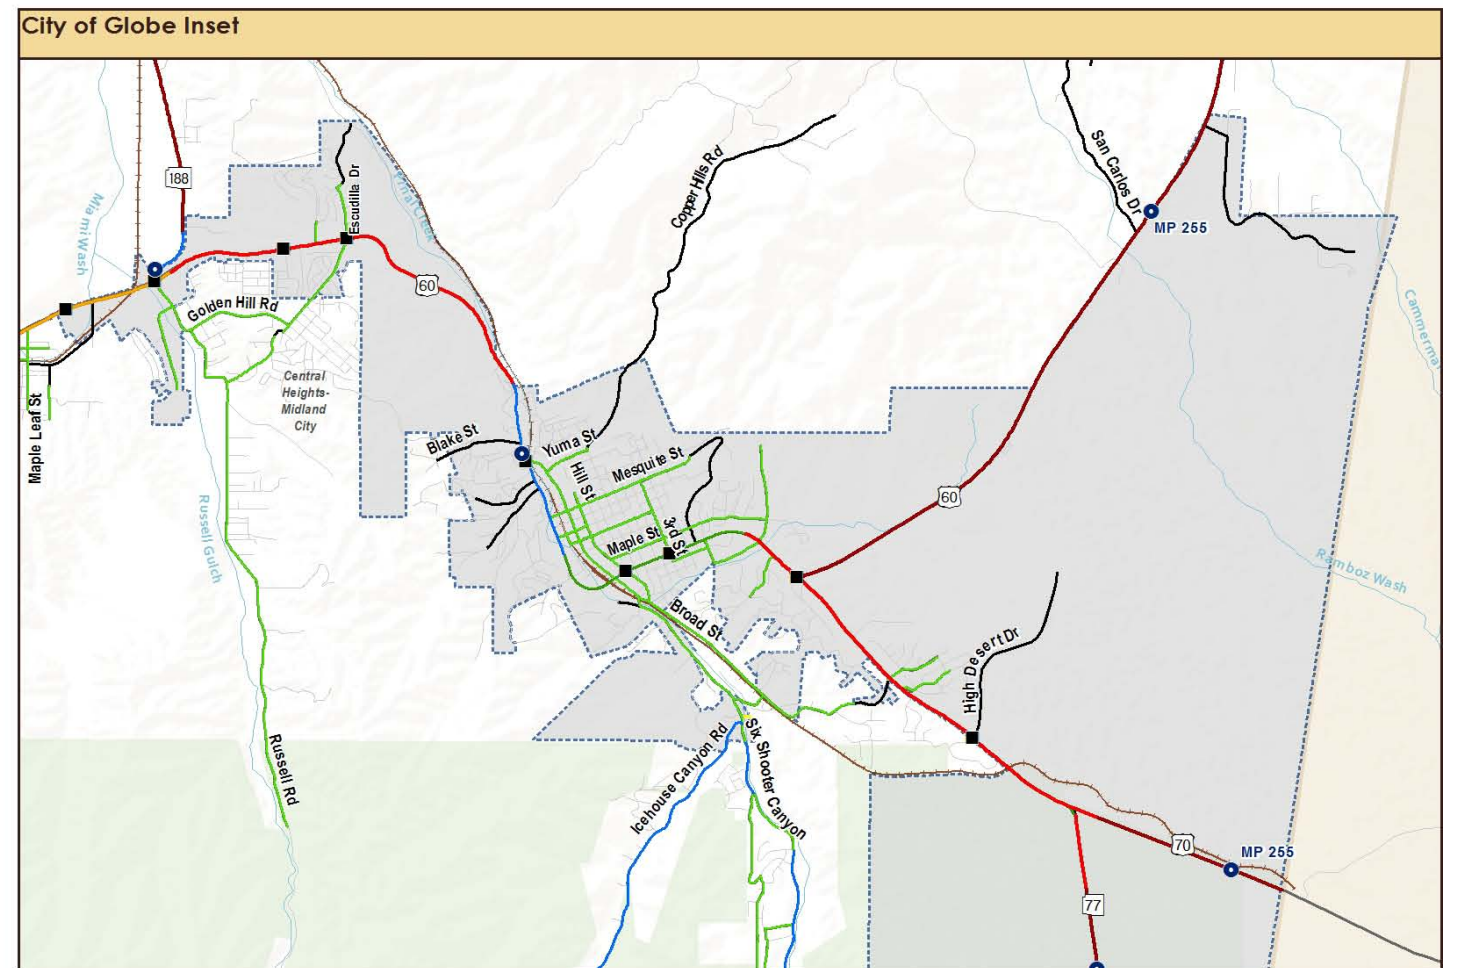 City of Globe Inset
188
Miami Wash
Escudilla Dr
Pinal Creek
Copper Hills Rd
San Carlos Dr
MP 255
60
Golden Hill Rd
Central
Heights-
Midland
City
Maple Leaf St
Russell Gulch
Blake St
Yuma St
Hill St
Mesquite St
Maple St
3rd St
60
Ramboz Wash
Broad St
High Desert Dr
Icehouse Canyon Rd
Six Shooter Canyon
Russell Rd
70
MP 255
77